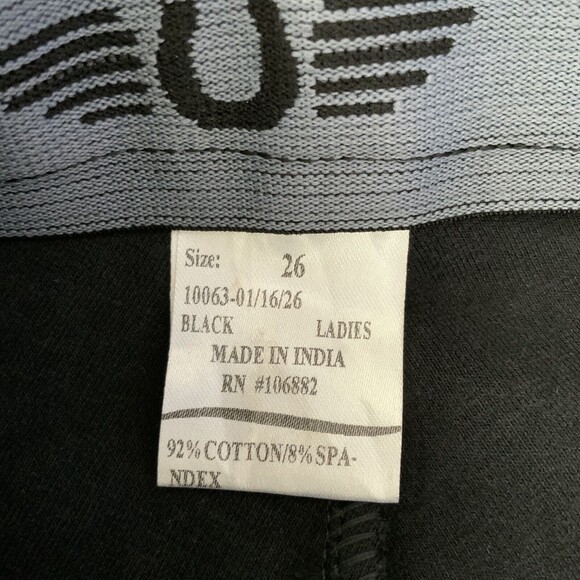 Size: 26
10063-01/16/26
BLACK LADIES
MADE IN INDIA
RN #106882
92% COTTON/8% SPA-
NDEX